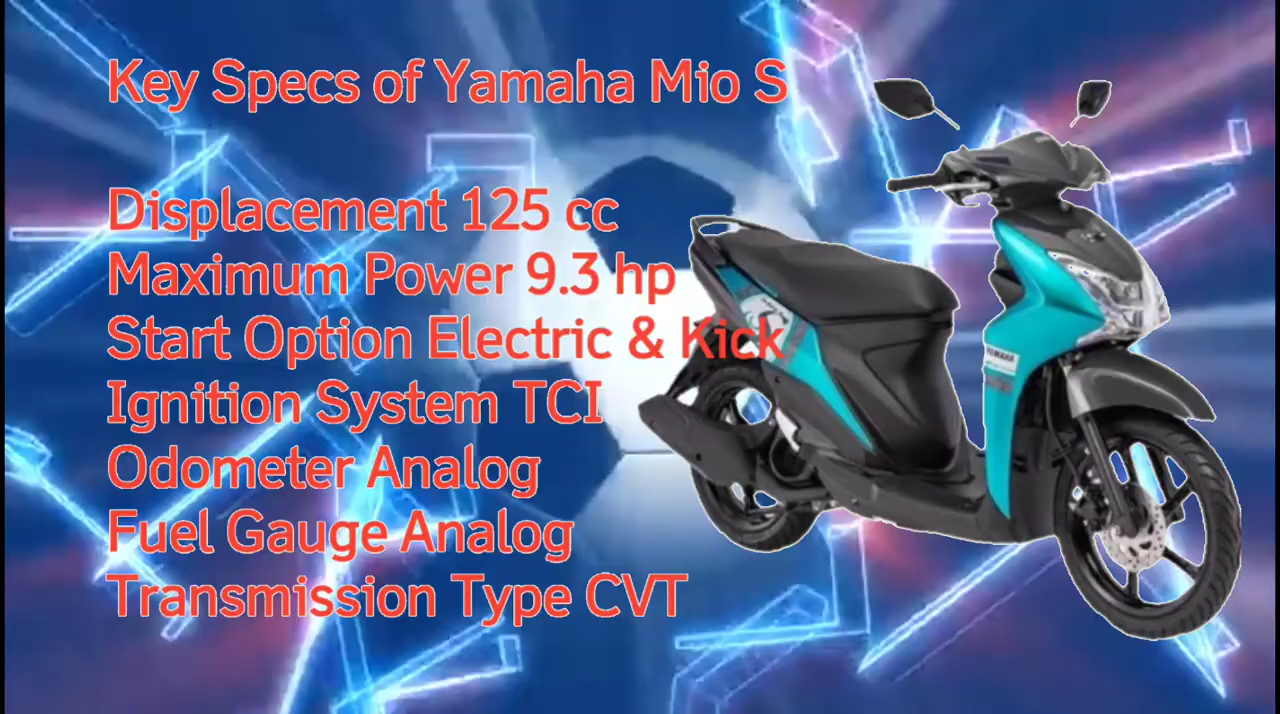 Key Specs of Yamaha Mio S
Displacement 125 cc
Maximum Power 9.3 hp
Start Option Electric & Kick
Ignition System TCI
Odometer Analog
Fuel Gauge Analog
Transmission Type CVT
YAMAHA